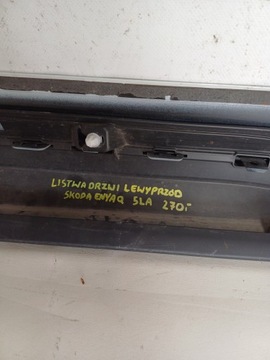 LISTWA DRZWI LEWY PRZÓD
SKODA ENYAQ 5LA 270,-